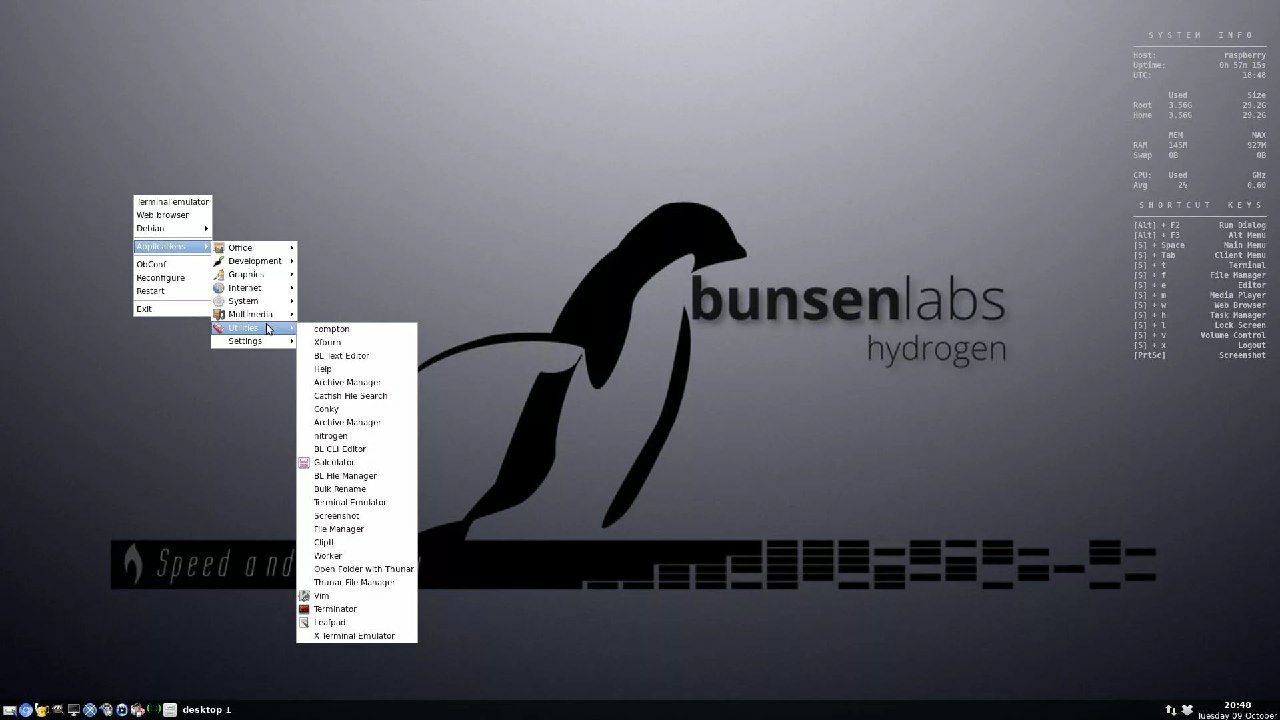 SYSTEM INFO
Host: raspberry
Uptime: 0h 57m 15s
UTC: 18:48
Used Size
Root 3.56G 29.2G
Home 3.56G 29.2G
MEM MAX
RAM 145M 927M
Swap 0B 0B
CPU: Used GHz
Avg 2% 0.60
SHORTCUT KEYS
[Alt] + F2 Run Dialog
[Alt] + F3 Alt Menu
[S] + Space Main Menu
[S] + Tab Client Menu
[S] + t Terminal
[S] + f File Manager
[S] + e Editor
[S] + m Media Player
[S] + w Web Browser
[S] + h Task Manager
[S] + l Lock Screen
[S] + v Volume Control
[S] + x Logout
[PrtSc] Screenshot
Terminal emulator
Web browser
Debian
Applications
ObConf
Reconfigure
Restart
Exit
Office
Development
Graphics
Internet
System
Multimedia
Utilities
Settings
compton
Xfburn
BL Text Editor
Help
Archive Manager
Catfish File Search
Conky
Archive Manager
nitrogen
BL CLI Editor
Galculator
BL File Manager
Bulk Rename
Terminal Emulator
Screenshot
File Manager
ClipIt
Worker
Open Folder with Thunar
Thunar File Manager
Vim
Terminator
Leafpad
X Terminal Emulator
bunsenlabs
hydrogen
Speed and
desktop 1
20:48
Tuesday 09 October